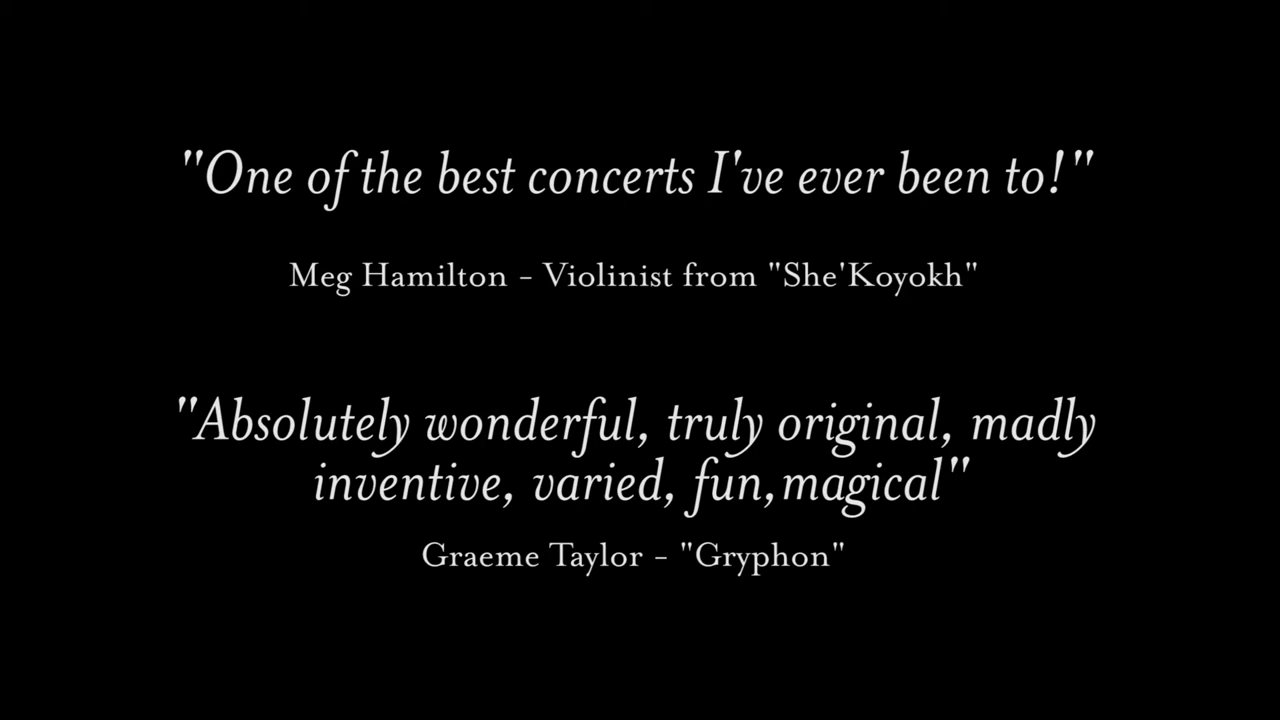 "One of the best concerts I've ever been to!"
Meg Hamilton - Violinist from "She'Koyokh"
"Absolutely wonderful, truly original, madly
inventive, varied, fun,magical"
Graeme Taylor - "Gryphon"